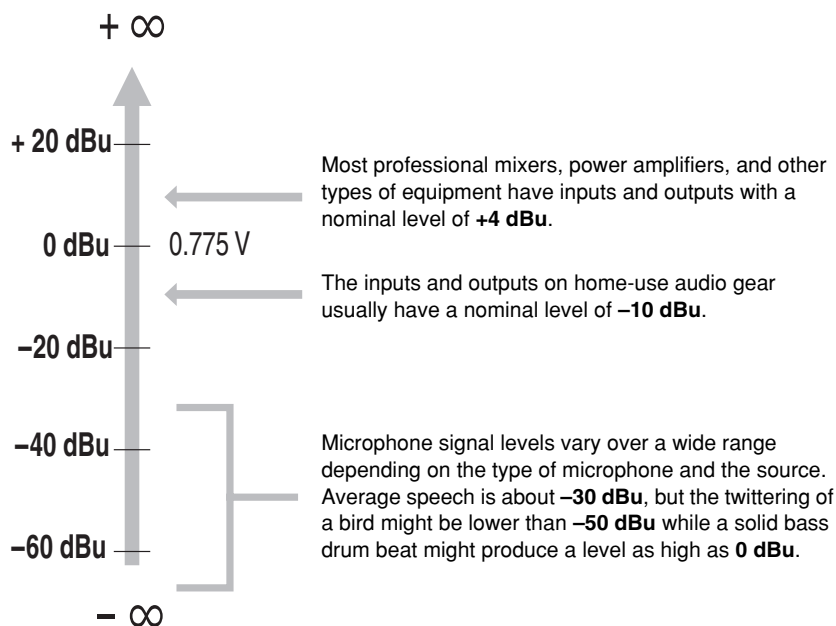 + ∞
+ 20 dBu
Most professional mixers, power amplifiers, and other
types of equipment have inputs and outputs with a
nominal level of +4 dBu.
0 dBu
0.775 V
The inputs and outputs on home-use audio gear
usually have a nominal level of –10 dBu.
–20 dBu
–40 dBu
Microphone signal levels vary over a wide range
depending on the type of microphone and the source.
Average speech is about –30 dBu, but the twittering of
a bird might be lower than –50 dBu while a solid bass
drum beat might produce a level as high as 0 dBu.
–60 dBu
– ∞